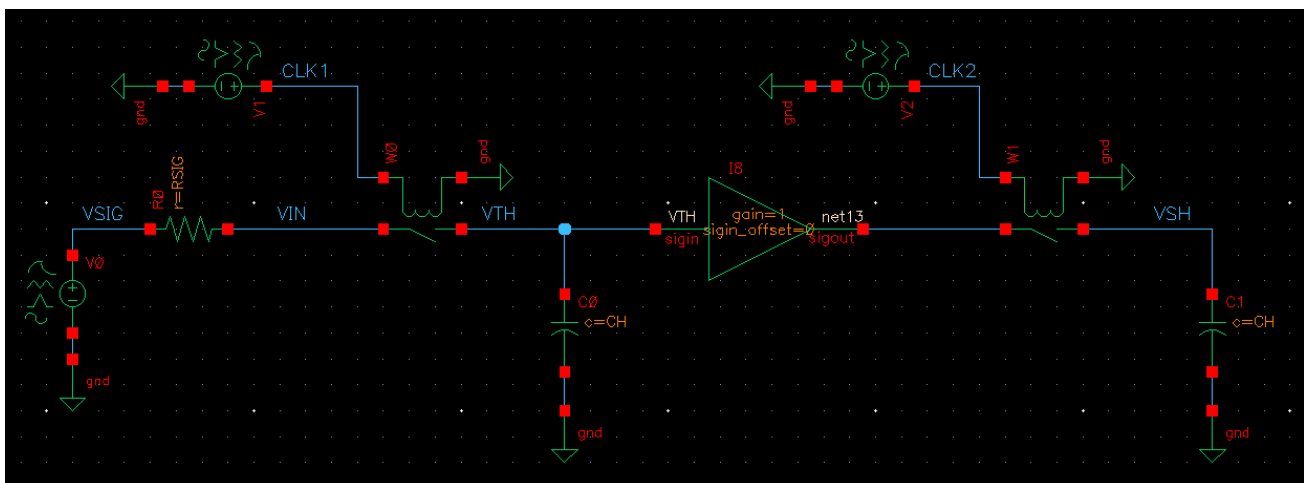 CLK1
gnd
V1
CLK2
gnd
V2
W0
gnd
I8
W1
gnd
VSIG
R0
r=RSIG
VIN
VTH
VTH
sigin
gain=1
sigin_offset=0
net13
sigout
VSH
V0
C0
c=CH
C1
c=CH
gnd
gnd
gnd